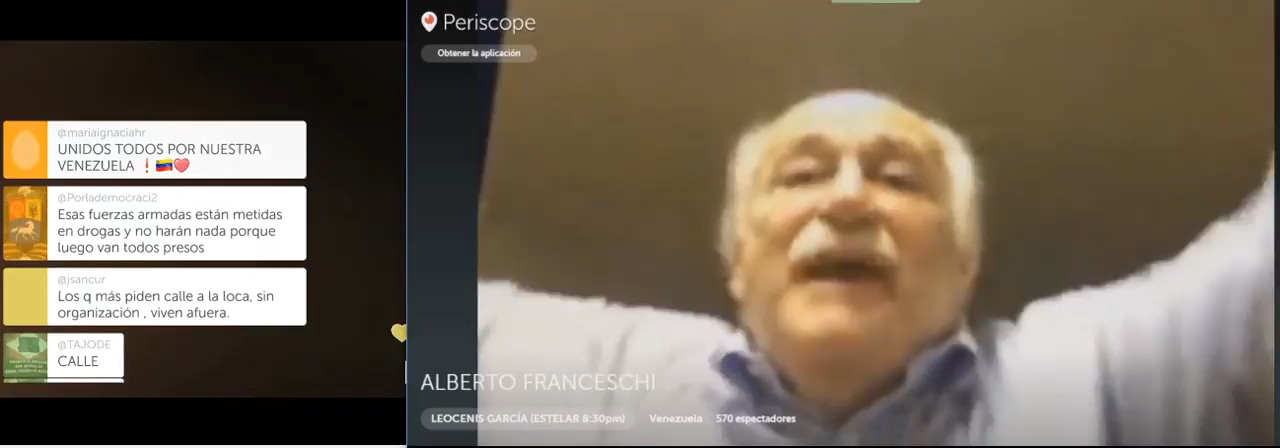 @mariaignaciahr
UNIDOS TODOS POR NUESTRA
VENEZUELA ❗🇻🇪❤️
@Porlademocraci2
Esas fuerzas armadas están metidas
en drogas y no harán nada porque
luego van todos presos
@jsancur
Los q más piden calle a la loca, sin
organización , viven afuera.
@TAJODE
CALLE
Periscope
Obtener la aplicación
ALBERTO FRANCESCHI
LEOCENIS GARCÍA (ESTELAR 8:30pm) Venezuela 570 espectadores